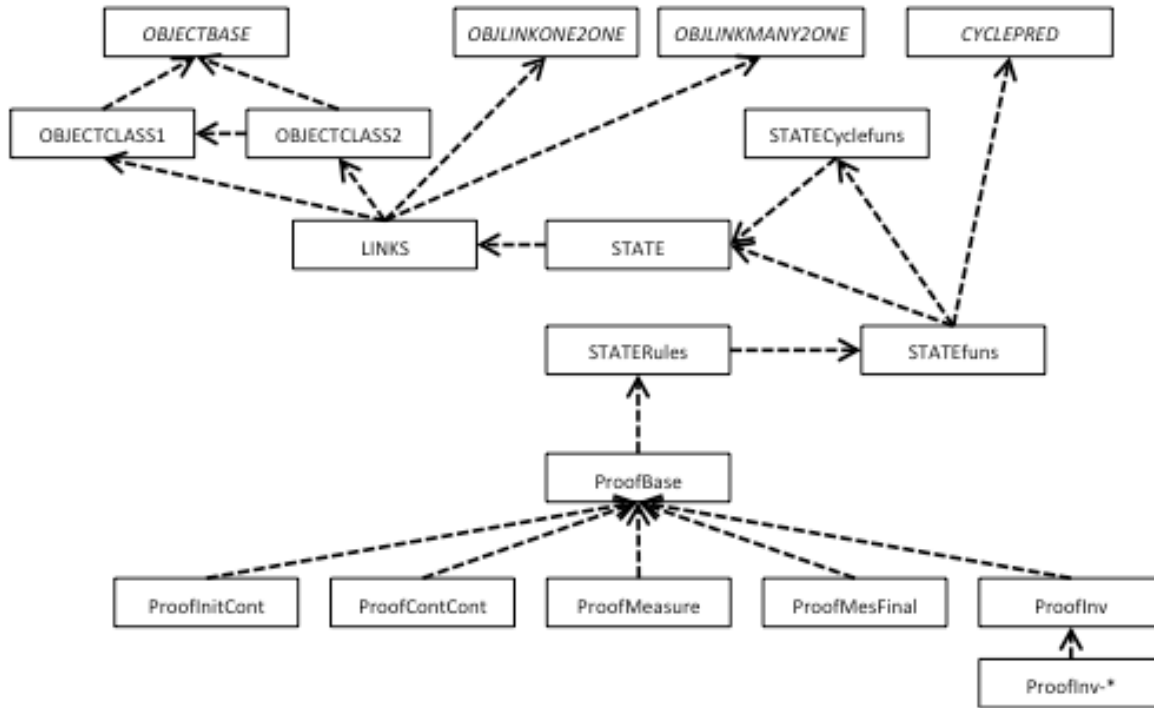 OBJECTBASE
OBJLINKONE2ONE
OBJLINKMANY2ONE
CYCLEPRED
OBJECTCLASS1
OBJECTCLASS2
STATECyclefuns
LINKS
STATE
STATERules
STATEfuns
ProofBase
ProofInitCont
ProofContCont
ProofMeasure
ProofMesFinal
ProofInv
ProofInv-*